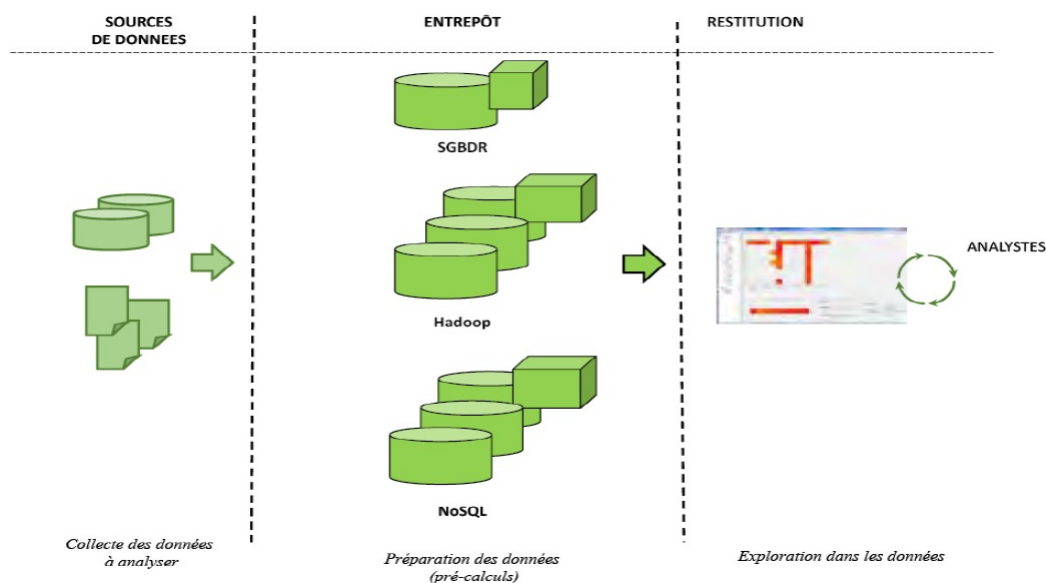 SOURCES
DE DONNEES
ENTREPÔT
RESTITUTION
SGBDR
Hadoop
NoSQL
ANALYSTES
Collecte des données
à analyser
Préparation des données
(pré-calculs)
Exploration dans les données